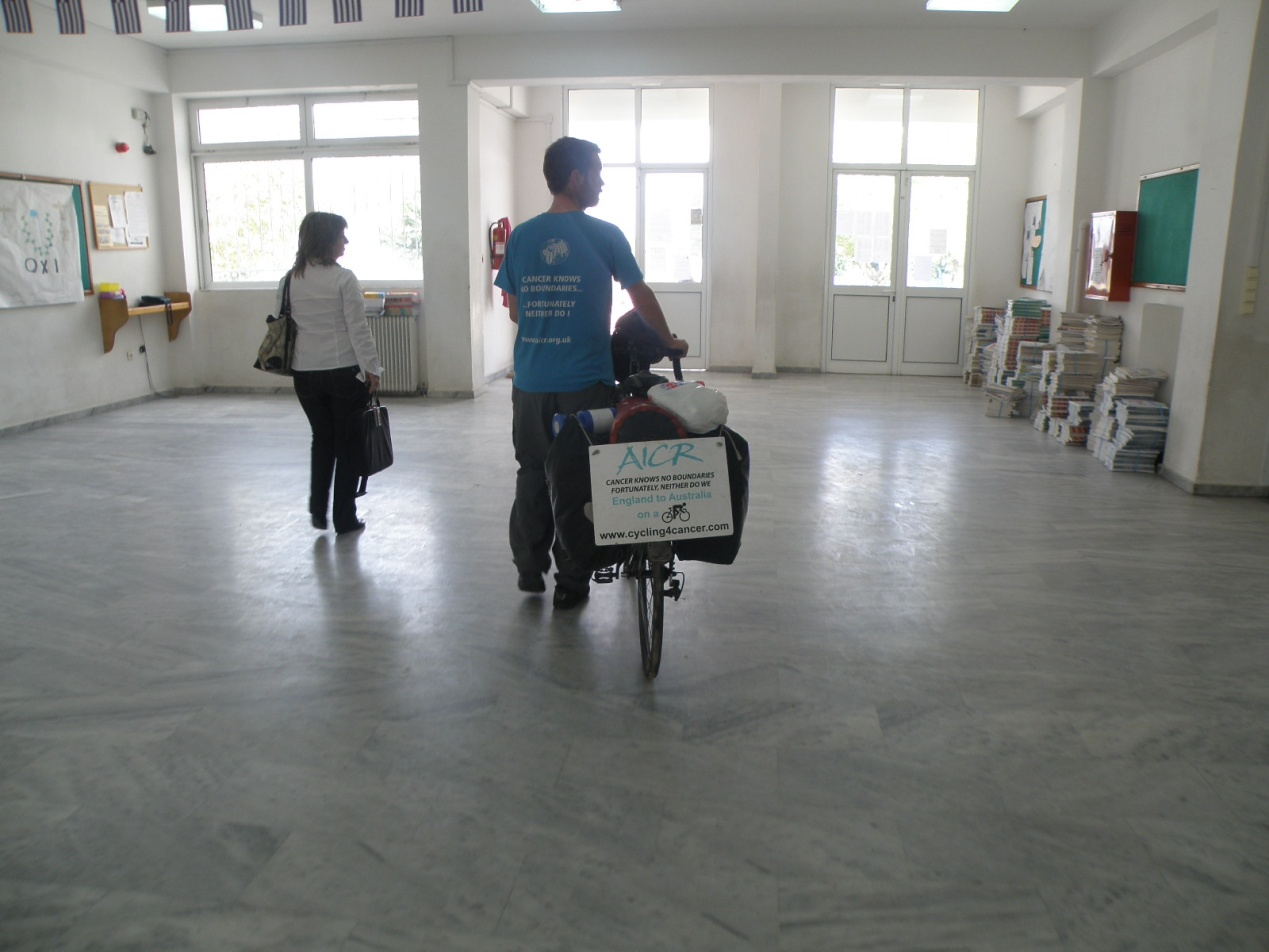 OXI
CANCER KNOWS
NO BOUNDARIES...
...FORTUNATELY
NEITHER DO I
www.aicr.org.uk
AICR
CANCER KNOWS NO BOUNDARIES
FORTUNATELY, NEITHER DO WE
England to Australia
on a
www.cycling4cancer.com